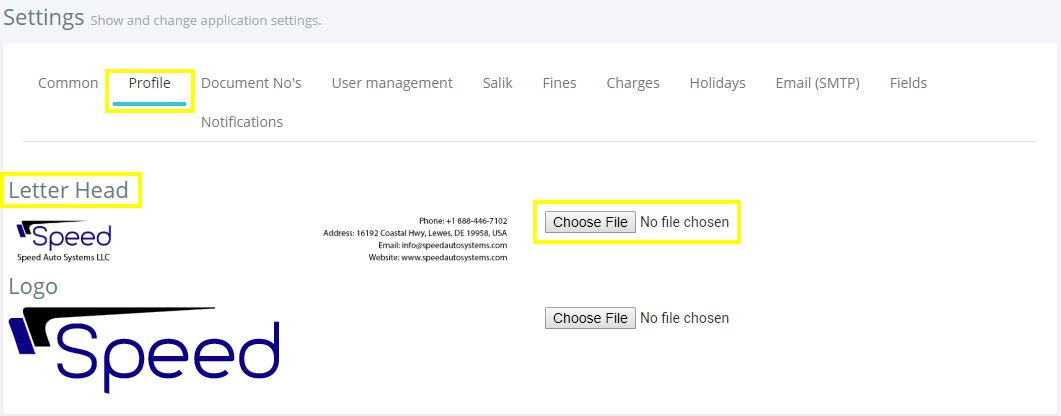 Settings Show and change application settings.
Common Profile Document No's User management Salik Fines Charges Holidays Email (SMTP) Fields
Notifications
Letter Head
Speed
Speed Auto Systems LLC
Phone: +1 888-446-7102
Address: 16192 Coastal Hwy, Lewes, DE 19958, USA
Email: info@speedautosystems.com
Website: www.speedautosystems.com
Choose File No file chosen
Logo
Speed
Choose File No file chosen